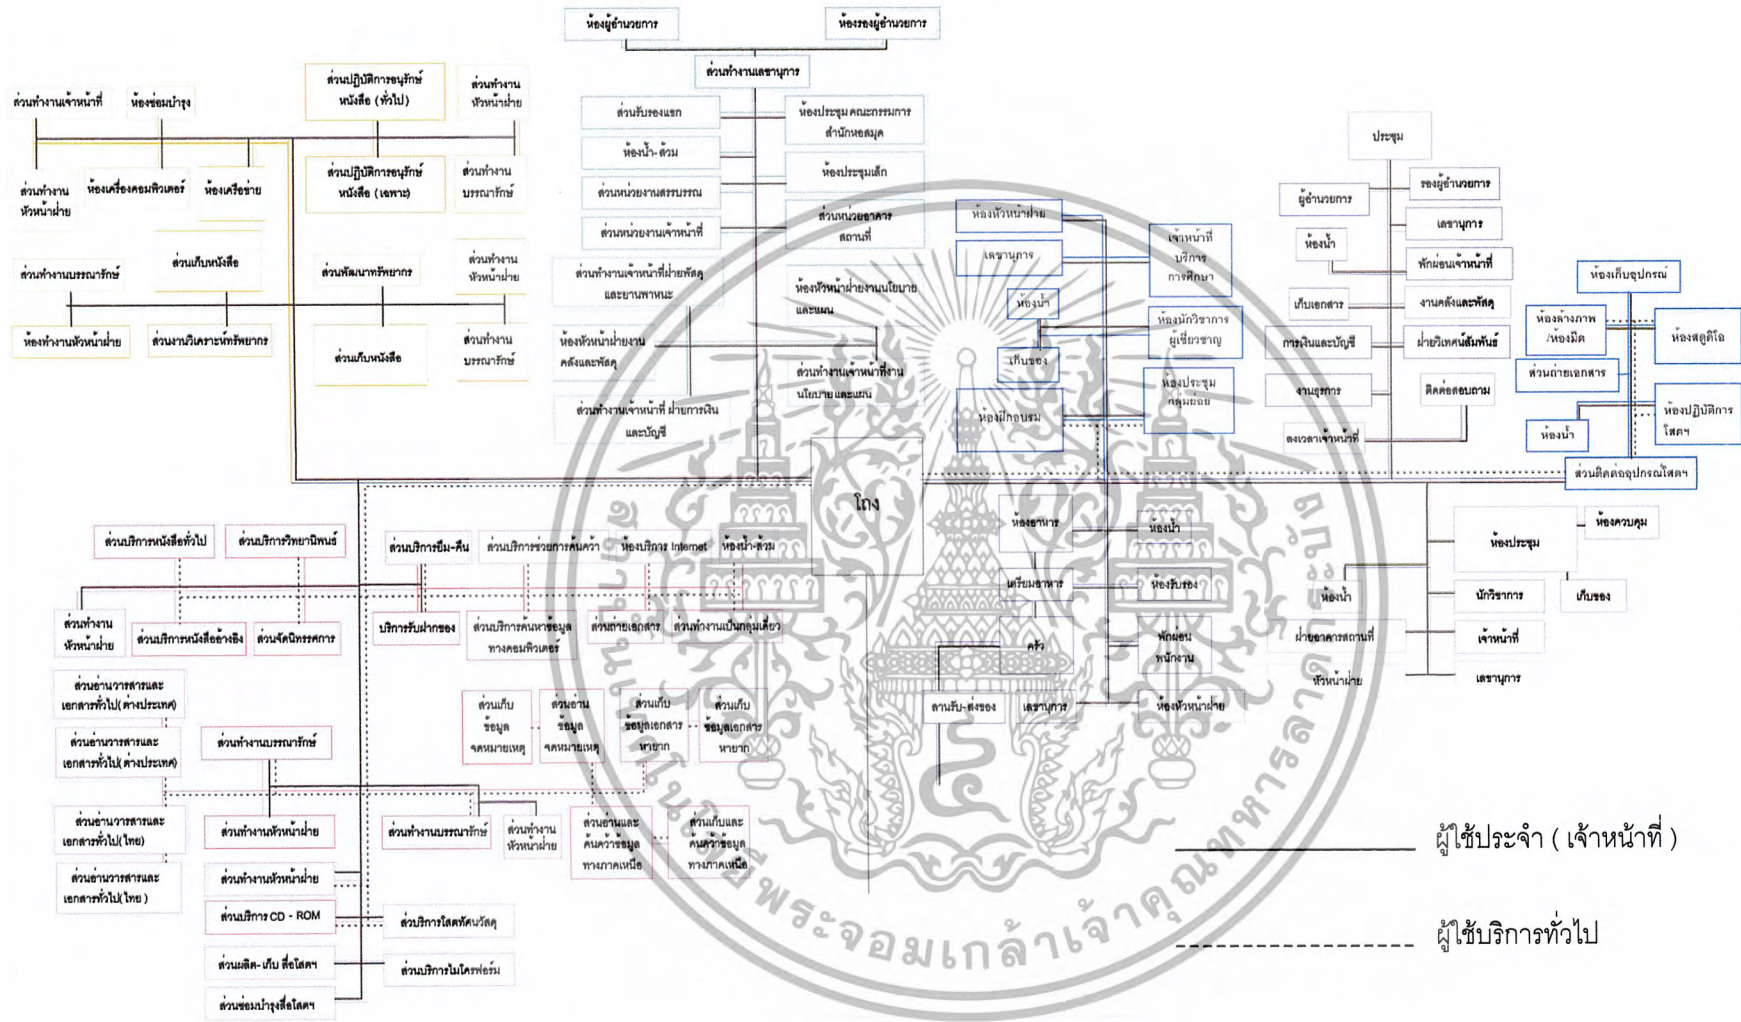 ห้องผู้อำนวยการ
ห้องรองผู้อำนวยการ
ส่วนทำงานเลขานุการ
ส่วนรับรองแขก
ห้องประชุมคณะกรรมการ
สำนักหอสมุด
ห้องน้ำ-ส้วม
ห้องประชุมเล็ก
ส่วนหน่วยงานสรรบรรณ
ส่วนหน่วยอาคาร
สถานที่
ส่วนหน่วยงานเจ้าหน้าที่
ส่วนทำงานเจ้าหน้าที่ฝ่ายพัสดุ
และยานพาหนะ
ห้องหัวหน้าฝ่ายงานนโยบาย
และแผน
ห้องหัวหน้าฝ่ายงาน
คลังและพัสดุ
ส่วนทำงานเจ้าหน้าที่งาน
นโยบายและแผน
ส่วนทำงานเจ้าหน้าที่ ฝ่ายการเงิน
และบัญชี
ส่วนทำงานเจ้าหน้าที่
ห้องซ่อมบำรุง
ส่วนปฏิบัติการอนุรักษ์
หนังสือ (ทั่วไป)
ส่วนทำงาน
หัวหน้าฝ่าย
ส่วนทำงาน
หัวหน้าฝ่าย
ห้องเครื่องคอมพิวเตอร์
ห้องเครือข่าย
ส่วนปฏิบัติการอนุรักษ์
หนังสือ (เฉพาะ)
ส่วนทำงาน
บรรณารักษ์
ส่วนทำงานบรรณารักษ์
ส่วนเก็บหนังสือ
ส่วนพัฒนาทรัพยากร
ส่วนทำงาน
หัวหน้าฝ่าย
ห้องทำงานหัวหน้าฝ่าย
ส่วนงานวิเคราะห์ทรัพยากร
ส่วนเก็บหนังสือ
ส่วนทำงาน
บรรณารักษ์
ห้องหัวหน้าฝ่าย
เลขานุการ
เจ้าหน้าที่
บริการ
การศึกษา
ห้องน้ำ
ห้องนักวิชาการ
ผู้เชี่ยวชาญ
เก็บของ
ห้องประชุม
กลุ่มย่อย
ห้องฝึกอบรม
ประชุม
ผู้อำนวยการ
รองผู้อำนวยการ
เลขานุการ
ห้องน้ำ
พักผ่อนเจ้าหน้าที่
เก็บเอกสาร
งานคลังและพัสดุ
การเงินและบัญชี
ฝ่ายวิเทศน์สัมพันธ์
งานธุรการ
ติดต่อสอบถาม
ลงเวลาเจ้าหน้าที่
ห้องเก็บอุปกรณ์
ห้องล้างภาพ
/ห้องมืด
ห้องสตูดิโอ
ส่วนถ่ายเอกสาร
ห้องปฏิบัติการ
โสตฯ
ห้องน้ำ
ส่วนติดต่ออุปกรณ์โสตฯ
โถง
ห้องอาหาร
ห้องน้ำ
เตรียมอาหาร
ห้องรับรอง
ครัว
พักผ่อน
พนักงาน
ลานรับ-ส่งของ
เลขานุการ
ห้องหัวหน้าฝ่าย
ห้องควบคุม
ห้องประชุม
ห้องน้ำ
นักวิชาการ
เก็บของ
ฝ่ายอาคารสถานที่
เจ้าหน้าที่
หัวหน้าฝ่าย
เลขานุการ
ส่วนบริการหนังสือทั่วไป
ส่วนบริการวิทยานิพนธ์
ส่วนบริการยืม-คืน
ส่วนบริการช่วยการค้นคว้า
ห้องบริการ Internet
ห้องน้ำ-ส้วม
ส่วนทำงาน
หัวหน้าฝ่าย
ส่วนบริการหนังสืออ้างอิง
ส่วนจัดนิทรรศการ
บริการรับฝากของ
ส่วนบริการค้นหาข้อมูล
ทางคอมพิวเตอร์
ส่วนถ่ายเอกสาร
ส่วนทำงานเป็นกลุ่มเดี่ยว
ส่วนอ่านวารสารและ
เอกสารทั่วไป(ต่างประเทศ)
ส่วนอ่านวารสารและ
เอกสารทั่วไป(ต่างประเทศ)
ส่วนทำงานบรรณารักษ์
ส่วนเก็บ
ข้อมูล
จดหมายเหตุ
ส่วนอ่าน
ข้อมูล
จดหมายเหตุ
ส่วนเก็บ
ข้อมูลเอกสาร
หายาก
ส่วนเก็บ
ข้อมูลเอกสาร
หายาก
ส่วนอ่านวารสารและ
เอกสารทั่วไป(ไทย)
ส่วนทำงานหัวหน้าฝ่าย
ส่วนทำงานบรรณารักษ์
ส่วนทำงาน
หัวหน้าฝ่าย
ส่วนอ่านและ
ค้นคว้าข้อมูล
ทางภาคเหนือ
ส่วนเก็บและ
ค้นคว้าข้อมูล
ทางภาคเหนือ
ส่วนอ่านวารสารและ
เอกสารทั่วไป(ไทย )
ส่วนทำงานหัวหน้าฝ่าย
ส่วนบริการ CD - ROM
ส่วบริการโสตทัศนวัสดุ
ส่วนผลิต- เก็บ สื่อโสตฯ
ส่วนบริการไมโครฟอร์ม
ส่วนซ่อมบำรุงสื่อโสตฯ
ผู้ใช้ประจำ ( เจ้าหน้าที่ )
ผู้ใช้บริการทั่วไป
สถาบันเทคโนโลยีพระจอมเกล้าเจ้าคุณทหารลาดกระบัง